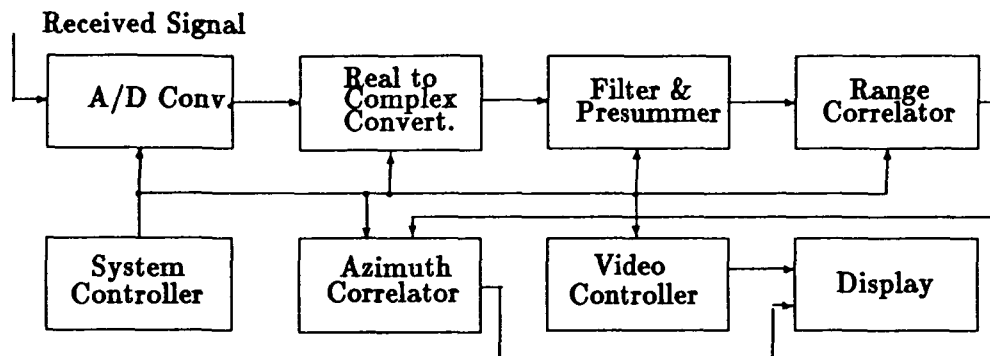 Received Signal
A/D Conv.
Real to
Complex
Convert.
Filter &
Presummer
Range
Correlator
System
Controller
Azimuth
Correlator
Video
Controller
Display